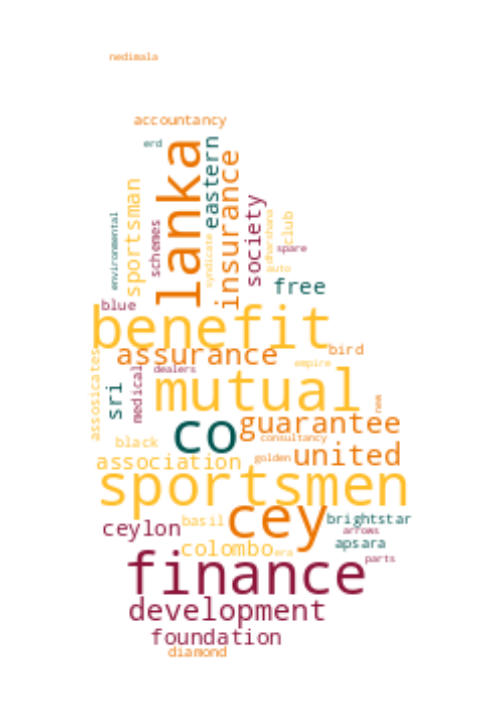 nedimala
accountancy
erd
lanka
eastern
insurance
sportsman
environmental
schemes
syndicate
society
dharshana
club
spare
auto
free
blue
benefit
assurance
bird
empire
dealers
assosicates
sri
medical
mutual
new
co
guarantee
consultancy
black
association
golden
united
sportsmen
cey
ceylon
basil
brightstar
arrows
colombo
era
apsara
parts
finance
development
foundation
diamond